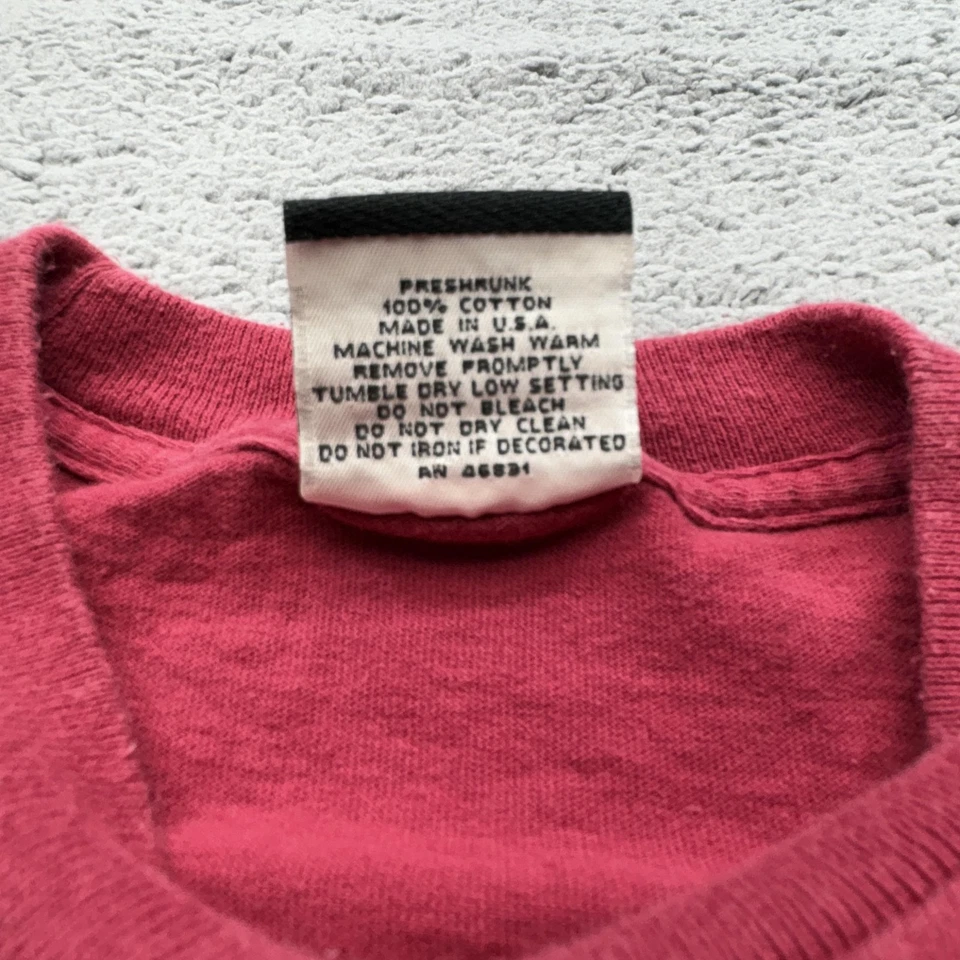 PRESHRUNK
100% COTTON
MADE IN U.S.A.
MACHINE WASH WARM
REMOVE PROMPTLY
TUMBLE DRY LOW SETTING
DO NOT BLEACH
DO NOT DRY CLEAN
DO NOT IRON IF DECORATED
RN